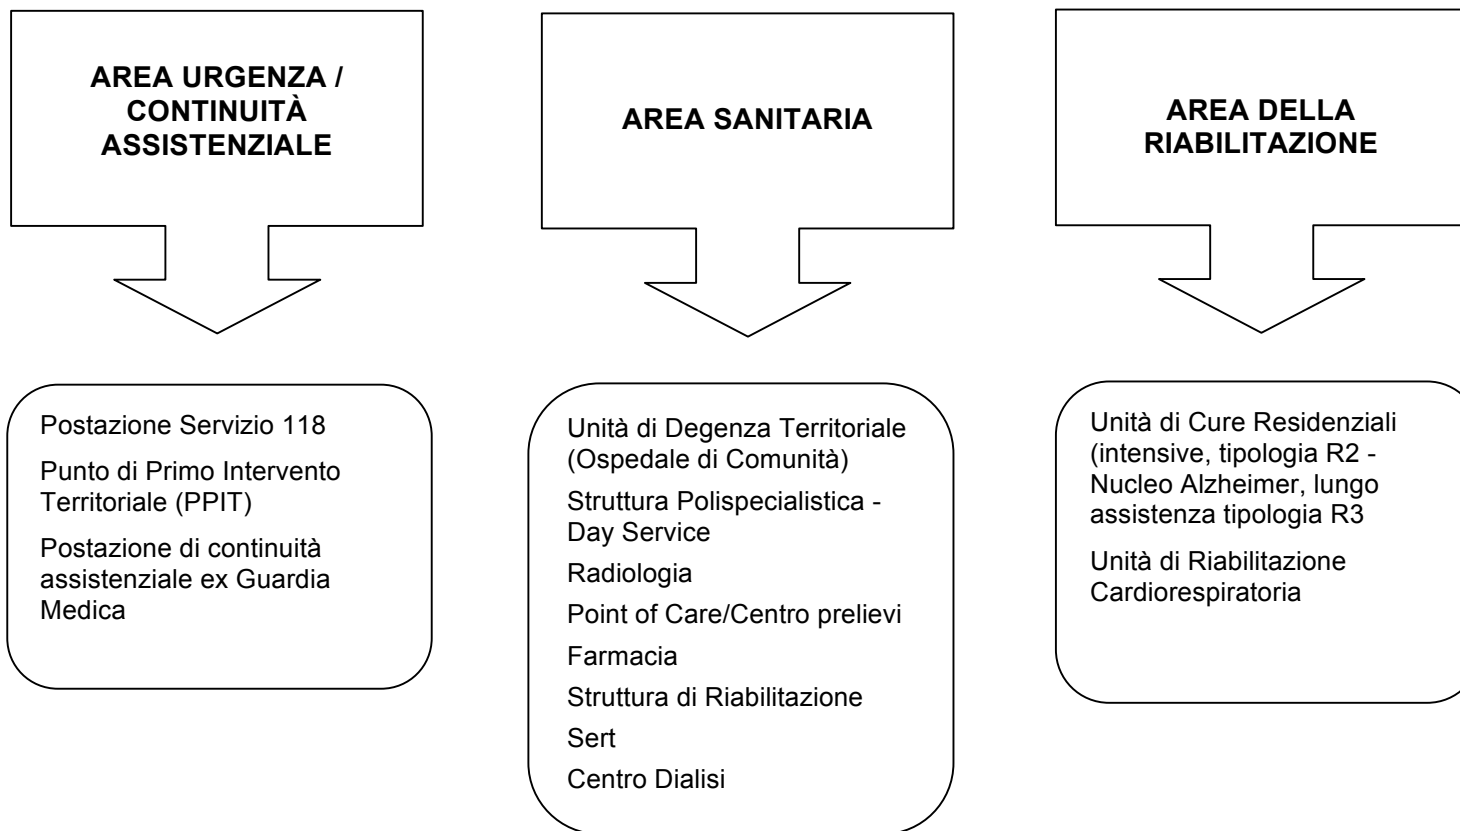 AREA URGENZA /
CONTINUITÀ
ASSISTENZIALE
AREA SANITARIA
AREA DELLA
RIABILITAZIONE
Postazione Servizio 118
Punto di Primo Intervento
Territoriale (PPIT)
Postazione di continuità
assistenziale ex Guardia
Medica
Unità di Degenza Territoriale
(Ospedale di Comunità)
Struttura Polispecialistica -
Day Service
Radiologia
Point of Care/Centro prelievi
Farmacia
Struttura di Riabilitazione
Sert
Centro Dialisi
Unità di Cure Residenziali
(intensive, tipologia R2 -
Nucleo Alzheimer, lungo
assistenza tipologia R3
Unità di Riabilitazione
Cardiorespiratoria